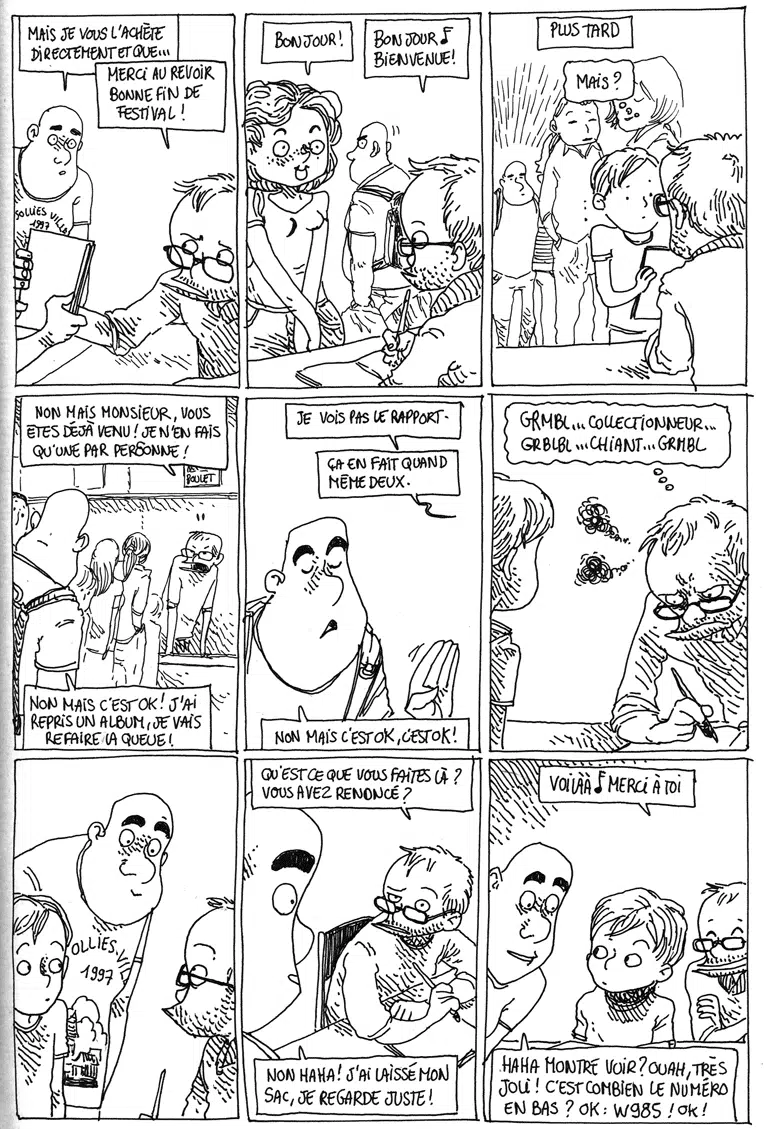 MAIS JE VOUS L'ACHÈTE
DIRECTEMENT ET QUE...
MERCI AU REVOIR
BONNE FIN DE
FESTIVAL !
SOLLIÈS VILLE
1997
BONJOUR !
BONJOUR ♪
BIENVENUE !
PLUS TARD
MAIS ?
NON MAIS MONSIEUR, VOUS
ETES DÉJÀ VENU ! JE N'EN FAIS
QU'UNE PAR PERSONNE !
BOULET
NON MAIS C'EST OK ! J'AI
REPRIS UN ALBUM, JE VAIS
REFAIRE LA QUEUE !
JE VOIS PAS LE RAPPORT.
ÇA EN FAIT QUAND
MÊME DEUX.
NON MAIS C'EST OK, C'EST OK !
GRMBL... COLLECTIONNEUR...
GRBLBL... CHIANT... GRMBL
OLLIES, V
1997
QU'EST CE QUE VOUS FAITES LÀ ?
VOUS AVEZ RENONCÉ ?
NON HAHA ! J'AI LAISSÉ MON
SAC, JE REGARDE JUSTE !
VOILÀÀ ♪ MERCI À TOI
HAHA MONTRE VOIR ? OUAH, TRÈS
JOLI ! C'EST COMBIEN LE NUMÉRO
EN BAS ? OK : W985 ! OK !